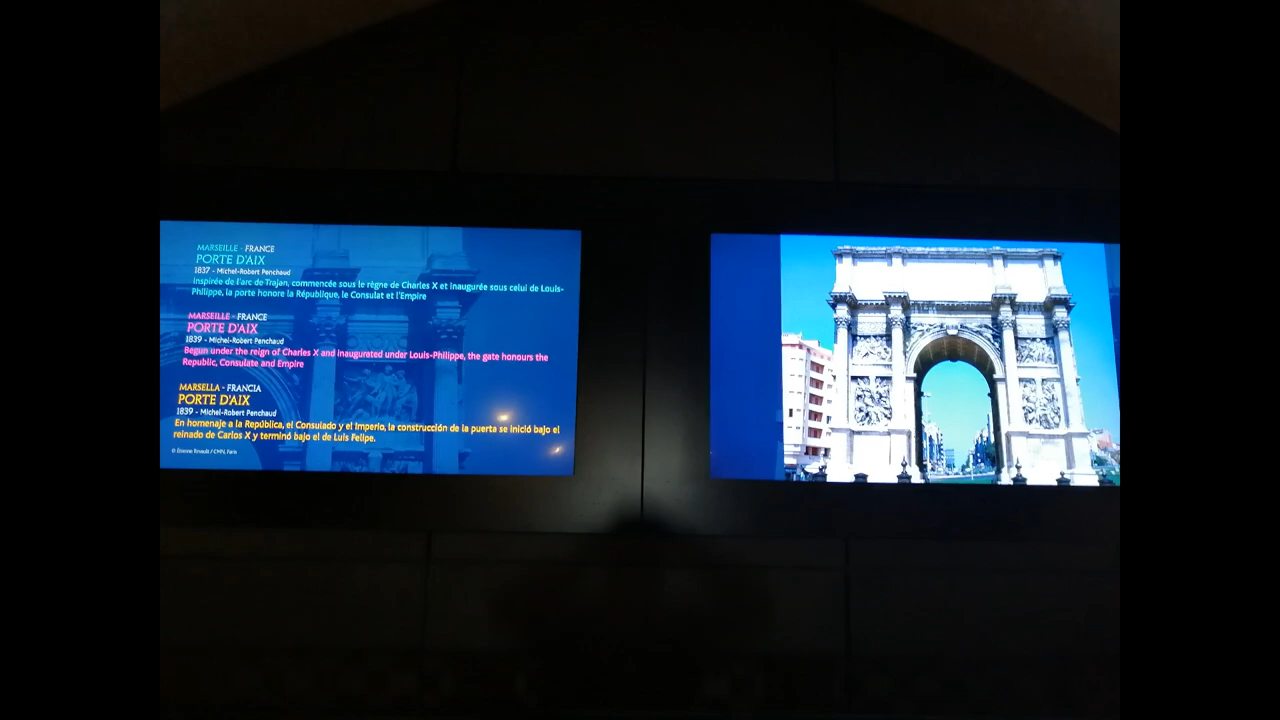 MARSEILLE - FRANCE
PORTE D'AIX
1837 - Michel-Robert Penchaud
Inspirée de l'arc de Trajan, commencée sous le règne de Charles X et inaugurée sous celui de Louis-
Philippe, la porte honore la République, le Consulat et l'Empire
MARSEILLE - FRANCE
PORTE D'AIX
1839 - Michel-Robert Penchaud
Begun under the reign of Charles X and inaugurated under Louis-Philippe, the gate honours the
Republic, Consulate and Empire
MARSELLA - FRANCIA
PORTE D'AIX
1839 - Michel-Robert Penchaud
En homenaje a la República, el Consulado y el Imperio, la construcción de la puerta se inició bajo el
reinado de Carlos X y terminó bajo el de Luis Felipe.
© Étienne Revault / CMN, Paris